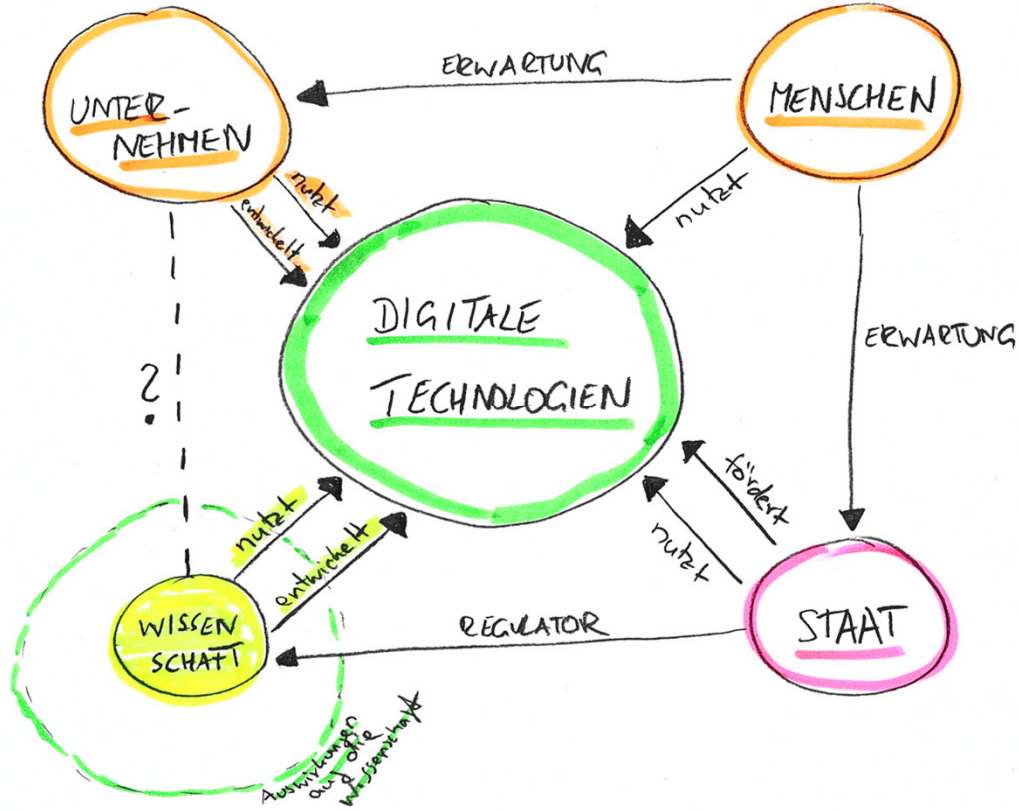 ERWARTUNG
UNTER-
NEHMEN
MENSCHEN
nutzt
entwickelt
nutzt
DIGITALE
TECHNOLOGIEN
ERWARTUNG
?
nutzt
entwickelt
fördert
nutzt
WISSEN
SCHAFT
REGULATOR
STAAT
Auswirkungen
auf die
Wissenschaft